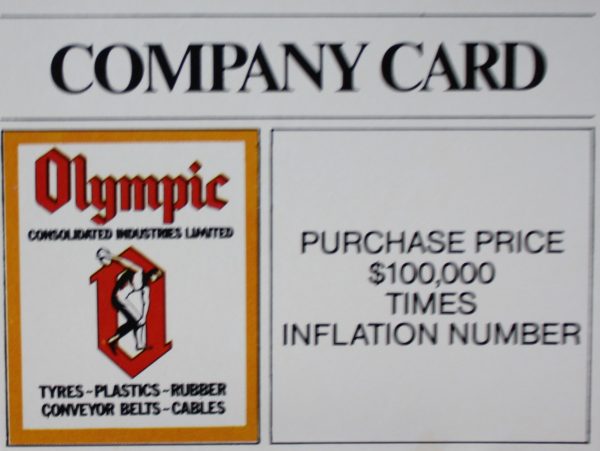 COMPANY CARD
Olympic
CONSOLIDATED INDUSTRIES LIMITED
TYRES~PLASTICS~RUBBER
CONVEYOR BELTS~CABLES
PURCHASE PRICE
$100,000
TIMES
INFLATION NUMBER